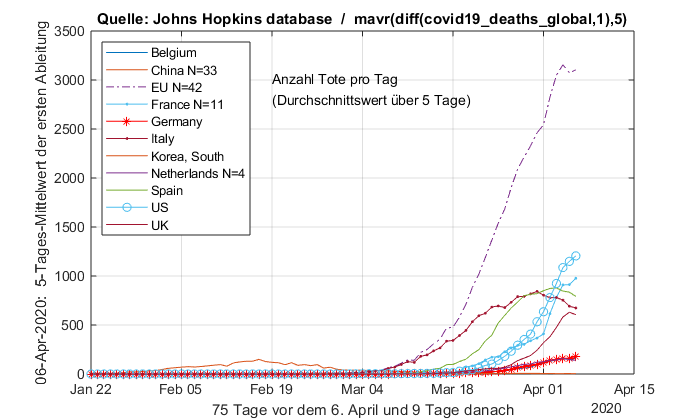 Quelle: Johns Hopkins database / mavr(diff(covid19_deaths_global,1),5)
06-Apr-2020: 5-Tages-Mittelwert der ersten Ableitung
3500
3000
2500
2000
1500
1000
500
0
Belgium
China N=33
EU N=42
France N=11
Germany
Italy
Korea, South
Netherlands N=4
Spain
US
UK
Anzahl Tote pro Tag
(Durchschnittswert über 5 Tage)
Jan 22 Feb 05 Feb 19 Mar 04 Mar 18 Apr 01 Apr 15
75 Tage vor dem 6. April und 9 Tage danach 2020